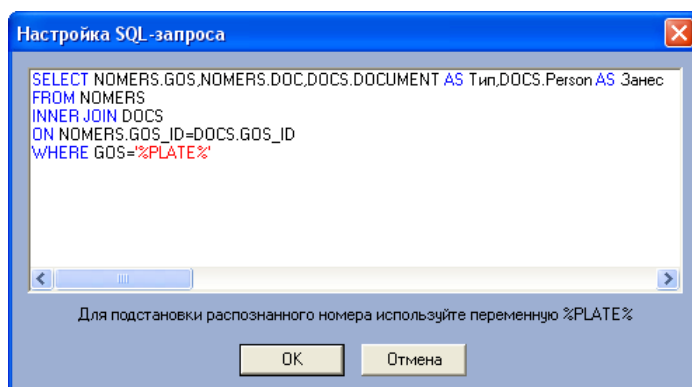 Настройка SQL-запроса
SELECT NOMERS.GOS,NOMERS.DOC,DOCS.DOCUMENT AS Тип,DOCS.Person AS Занес
FROM NOMERS
INNER JOIN DOCS
ON NOMERS.GOS_ID=DOCS.GOS_ID
WHERE GOS='%PLATE%'
Для подстановки распознанного номера используйте переменную %PLATE%
OK Отмена